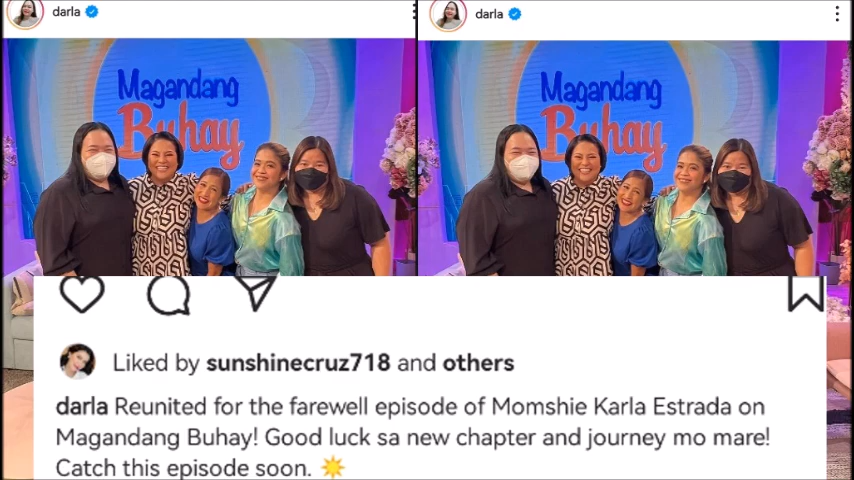 darla
darla
Magandang
Buhay
Magandang
Buhay
Liked by sunshinecruz718 and others
darla Reunited for the farewell episode of Momshie Karla Estrada on
Magandang Buhay! Good luck sa new chapter and journey mo mare!
Catch this episode soon. ☀️